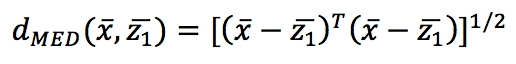 d_MED(x̄, z̄₁) = [(x̄ − z̄₁)ᵀ(x̄ − z̄₁)]^{1/2}